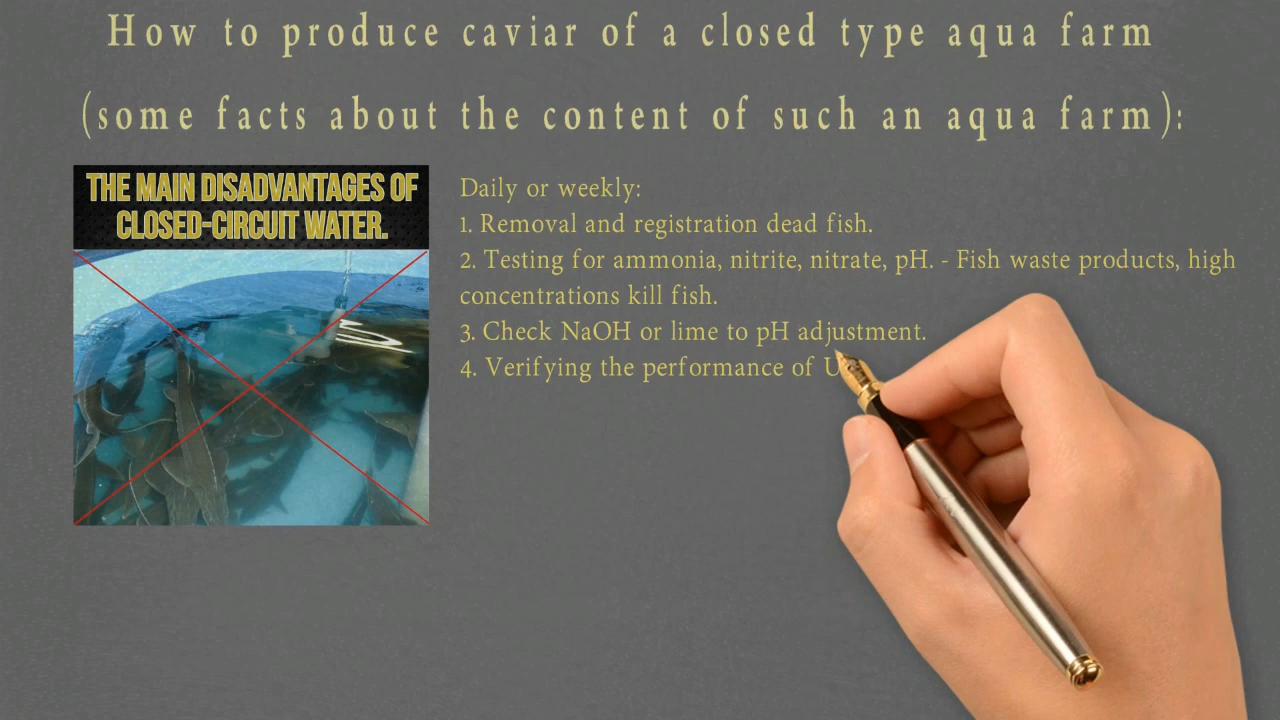 How to produce caviar of a closed type aqua farm
(some facts about the content of such an aqua farm):
THE MAIN DISADVANTAGES OF
CLOSED-CIRCUIT WATER.
Daily or weekly:
1. Removal and registration dead fish.
2. Testing for ammonia, nitrite, nitrate, pH. - Fish waste products, high
concentrations kill fish.
3. Check NaOH or lime to pH adjustment.
4. Verifying the performance of U